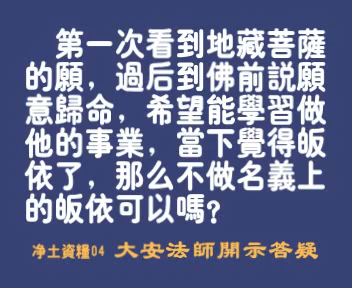 第一次看到地藏菩薩
的願，過后到佛前説願
意歸命，希望能學習做
他的事業，當下覺得皈
依了，那么不做名義上
的皈依可以嗎？
净土資糧04 大安法師開示答疑